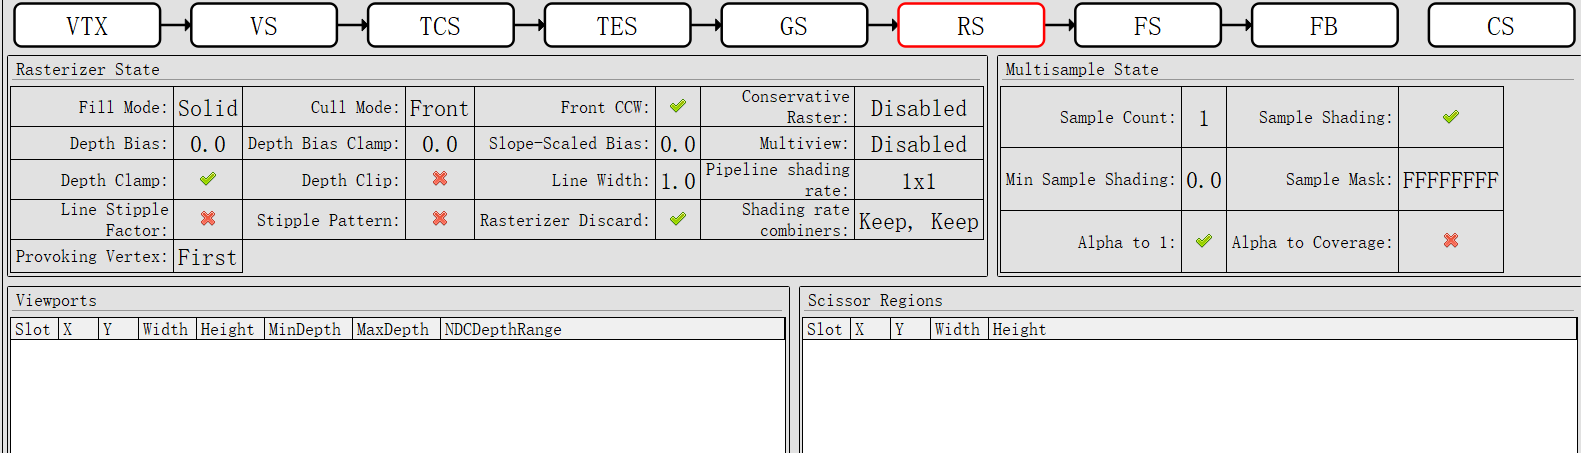 VTX VS TCS TES GS RS FS FB CS
Rasterizer State
Fill Mode: Solid Cull Mode: Front Front CCW: Conservative Raster: Disabled
Depth Bias: 0.0 Depth Bias Clamp: 0.0 Slope-Scaled Bias: 0.0 Multiview: Disabled
Depth Clamp: Depth Clip: Line Width: 1.0 Pipeline shading rate: 1x1
Line Stipple Factor: Stipple Pattern: Rasterizer Discard: Shading rate combiners: Keep, Keep
Provoking Vertex: First
Multisample State
Sample Count: 1 Sample Shading:
Min Sample Shading: 0.0 Sample Mask: FFFFFFFF
Alpha to 1: Alpha to Coverage:
Viewports
Slot X Y Width Height MinDepth MaxDepth NDCDepthRange
Scissor Regions
Slot X Y Width Height